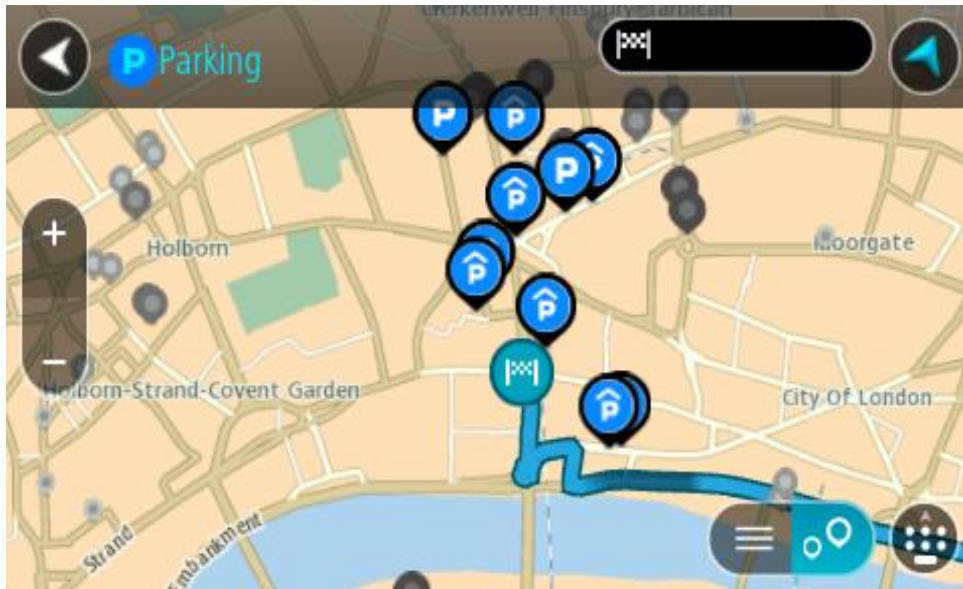 Clerkenwell-Finsbury-Barbican
P Parking
P
P
P
P
P
Holborn
Moorgate
P
P
+
-
Holborn-Strand-Covent Garden
P
City Of London
Strand
Embankment